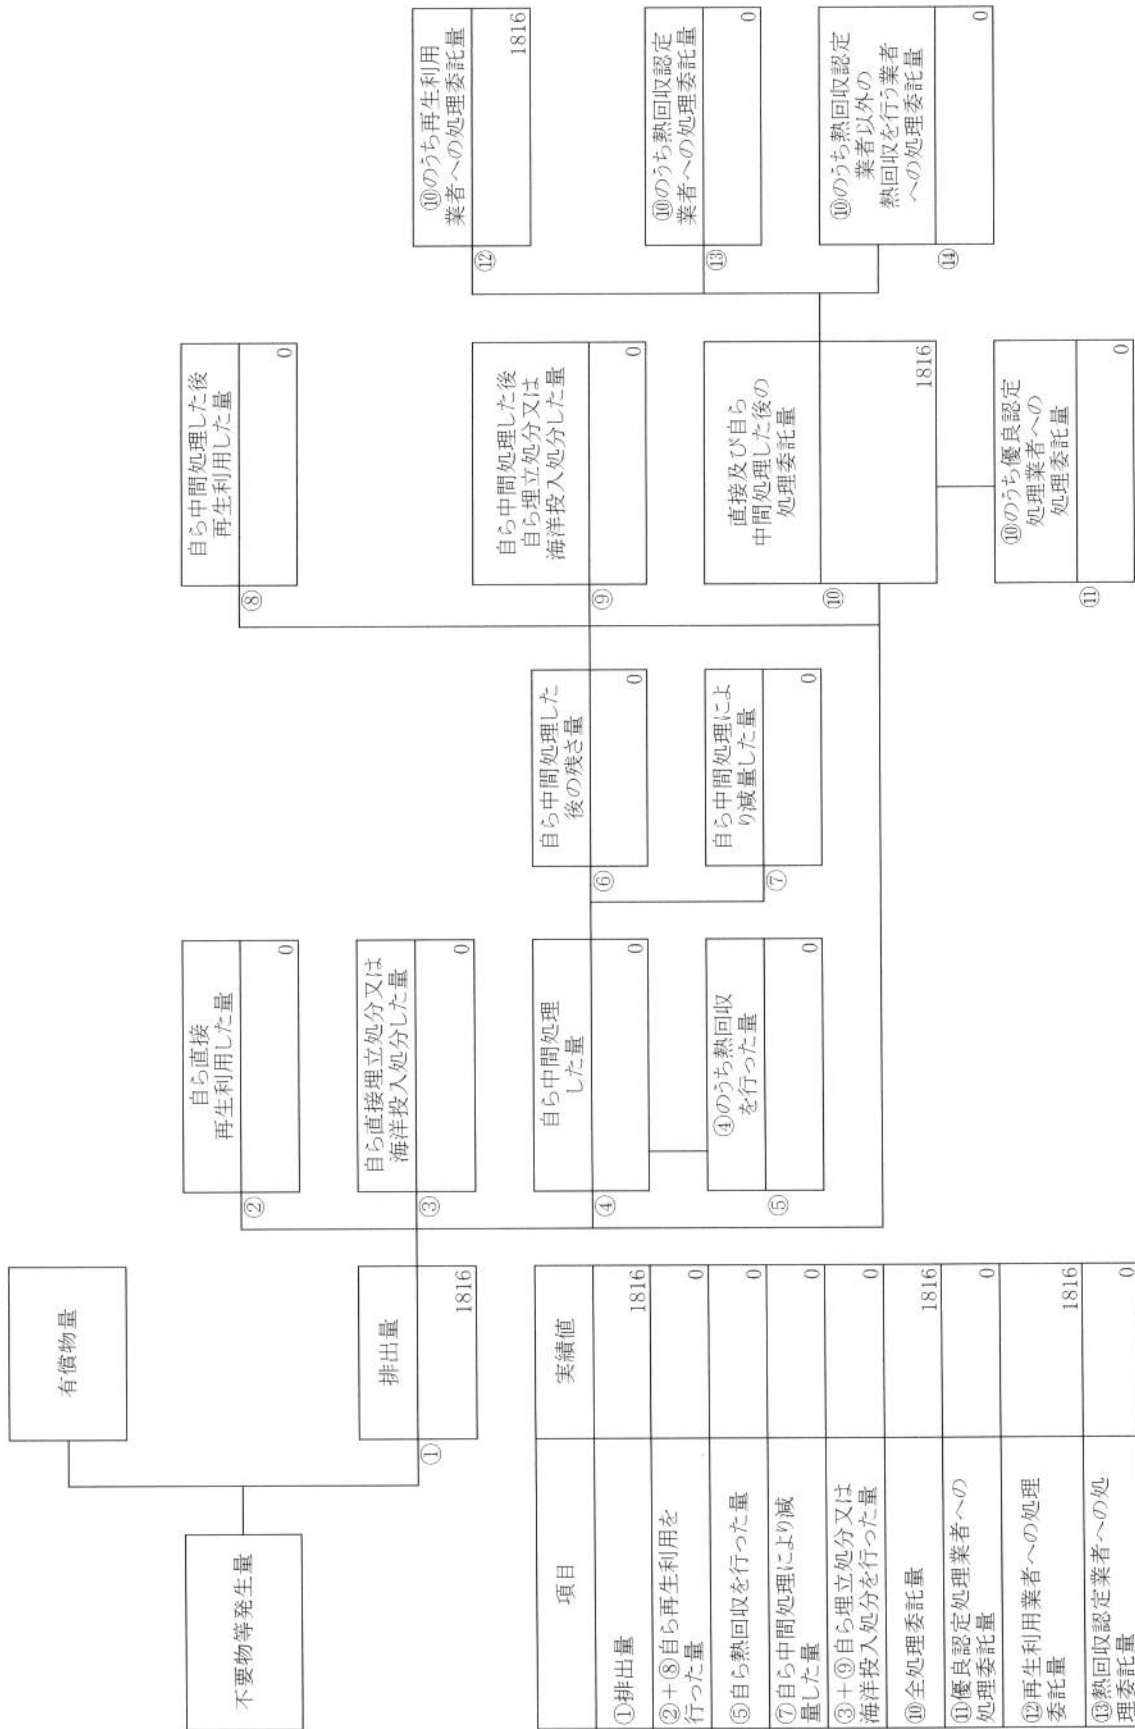 不要物等発生量
有償物量
排出量
①
1816
自ら直接
再生利用した量
②
0
自ら直接埋立処分又は
海洋投入処分した量
③
0
自ら中間処理
した量
④
0
④のうち熱回収
を行った量
⑤
0
自ら中間処理した
後の残さ量
⑥
0
自ら中間処理によ
り減量した量
⑦
0
自ら中間処理した後
再生利用した量
⑧
0
自ら中間処理した後
自ら埋立処分又は
海洋投入処分した量
⑨
0
直接及び自ら
中間処理した後の
処理委託量
⑩
1816
⑩のうち優良認定
処理業者への
処理委託量
⑪
0
⑩のうち再生利用
業者への処理委託量
⑫
1816
⑩のうち熱回収認定
業者への処理委託量
⑬
0
⑩のうち熱回収認定
業者以外の
熱回収を行う業者
への処理委託量
⑭
0
項目 実績値
①排出量 1816
②+⑧自ら再生利用を
行った量 0
⑤自ら熱回収を行った量 0
⑦自ら中間処理により減
量した量 0
③+⑨自ら埋立処分又は
海洋投入処分を行った量 0
⑩全処理委託量 1816
⑪優良認定処理業者への
処理委託量 0
⑫再生利用業者への処理
委託量 1816
⑬熱回収認定業者への処
理委託量 0